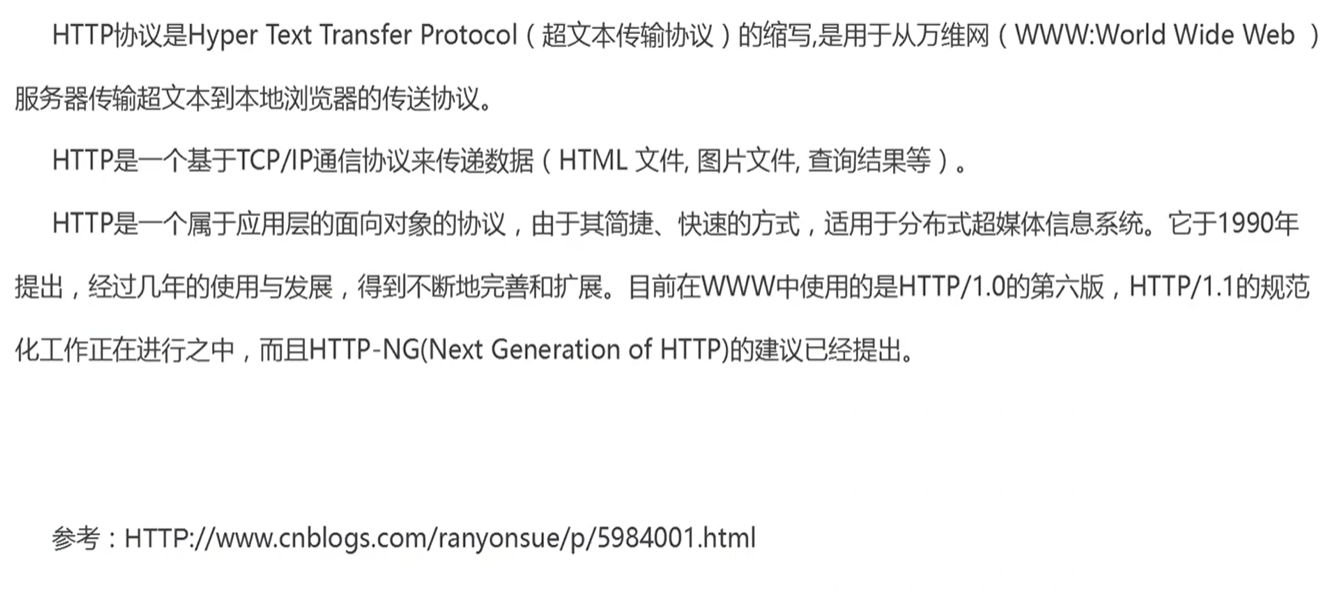 HTTP协议是Hyper Text Transfer Protocol（超文本传输协议）的缩写,是用于从万维网（WWW:World Wide Web ）
服务器传输超文本到本地浏览器的传送协议。
HTTP是一个基于TCP/IP通信协议来传递数据（HTML 文件, 图片文件, 查询结果等）。
HTTP是一个属于应用层的面向对象的协议，由于其简捷、快速的方式，适用于分布式超媒体信息系统。它于1990年
提出，经过几年的使用与发展，得到不断地完善和扩展。目前在WWW中使用的是HTTP/1.0的第六版，HTTP/1.1的规范
化工作正在进行之中，而且HTTP-NG(Next Generation of HTTP)的建议已经提出。
参考：HTTP://www.cnblogs.com/ranyonsue/p/5984001.html